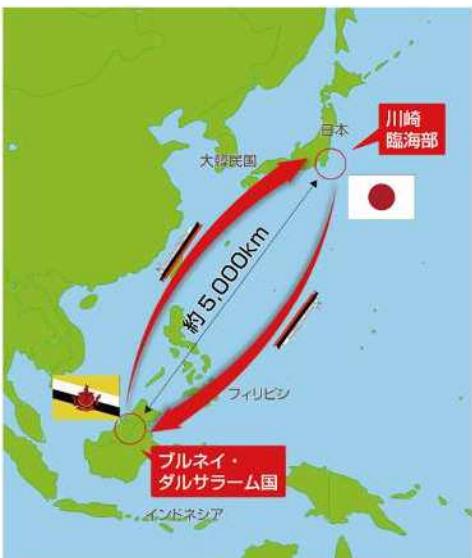 川崎
臨海部
日本
大韓民国
約5,000km
フィリピン
ブルネイ・
ダルサラーム国
インドネシア